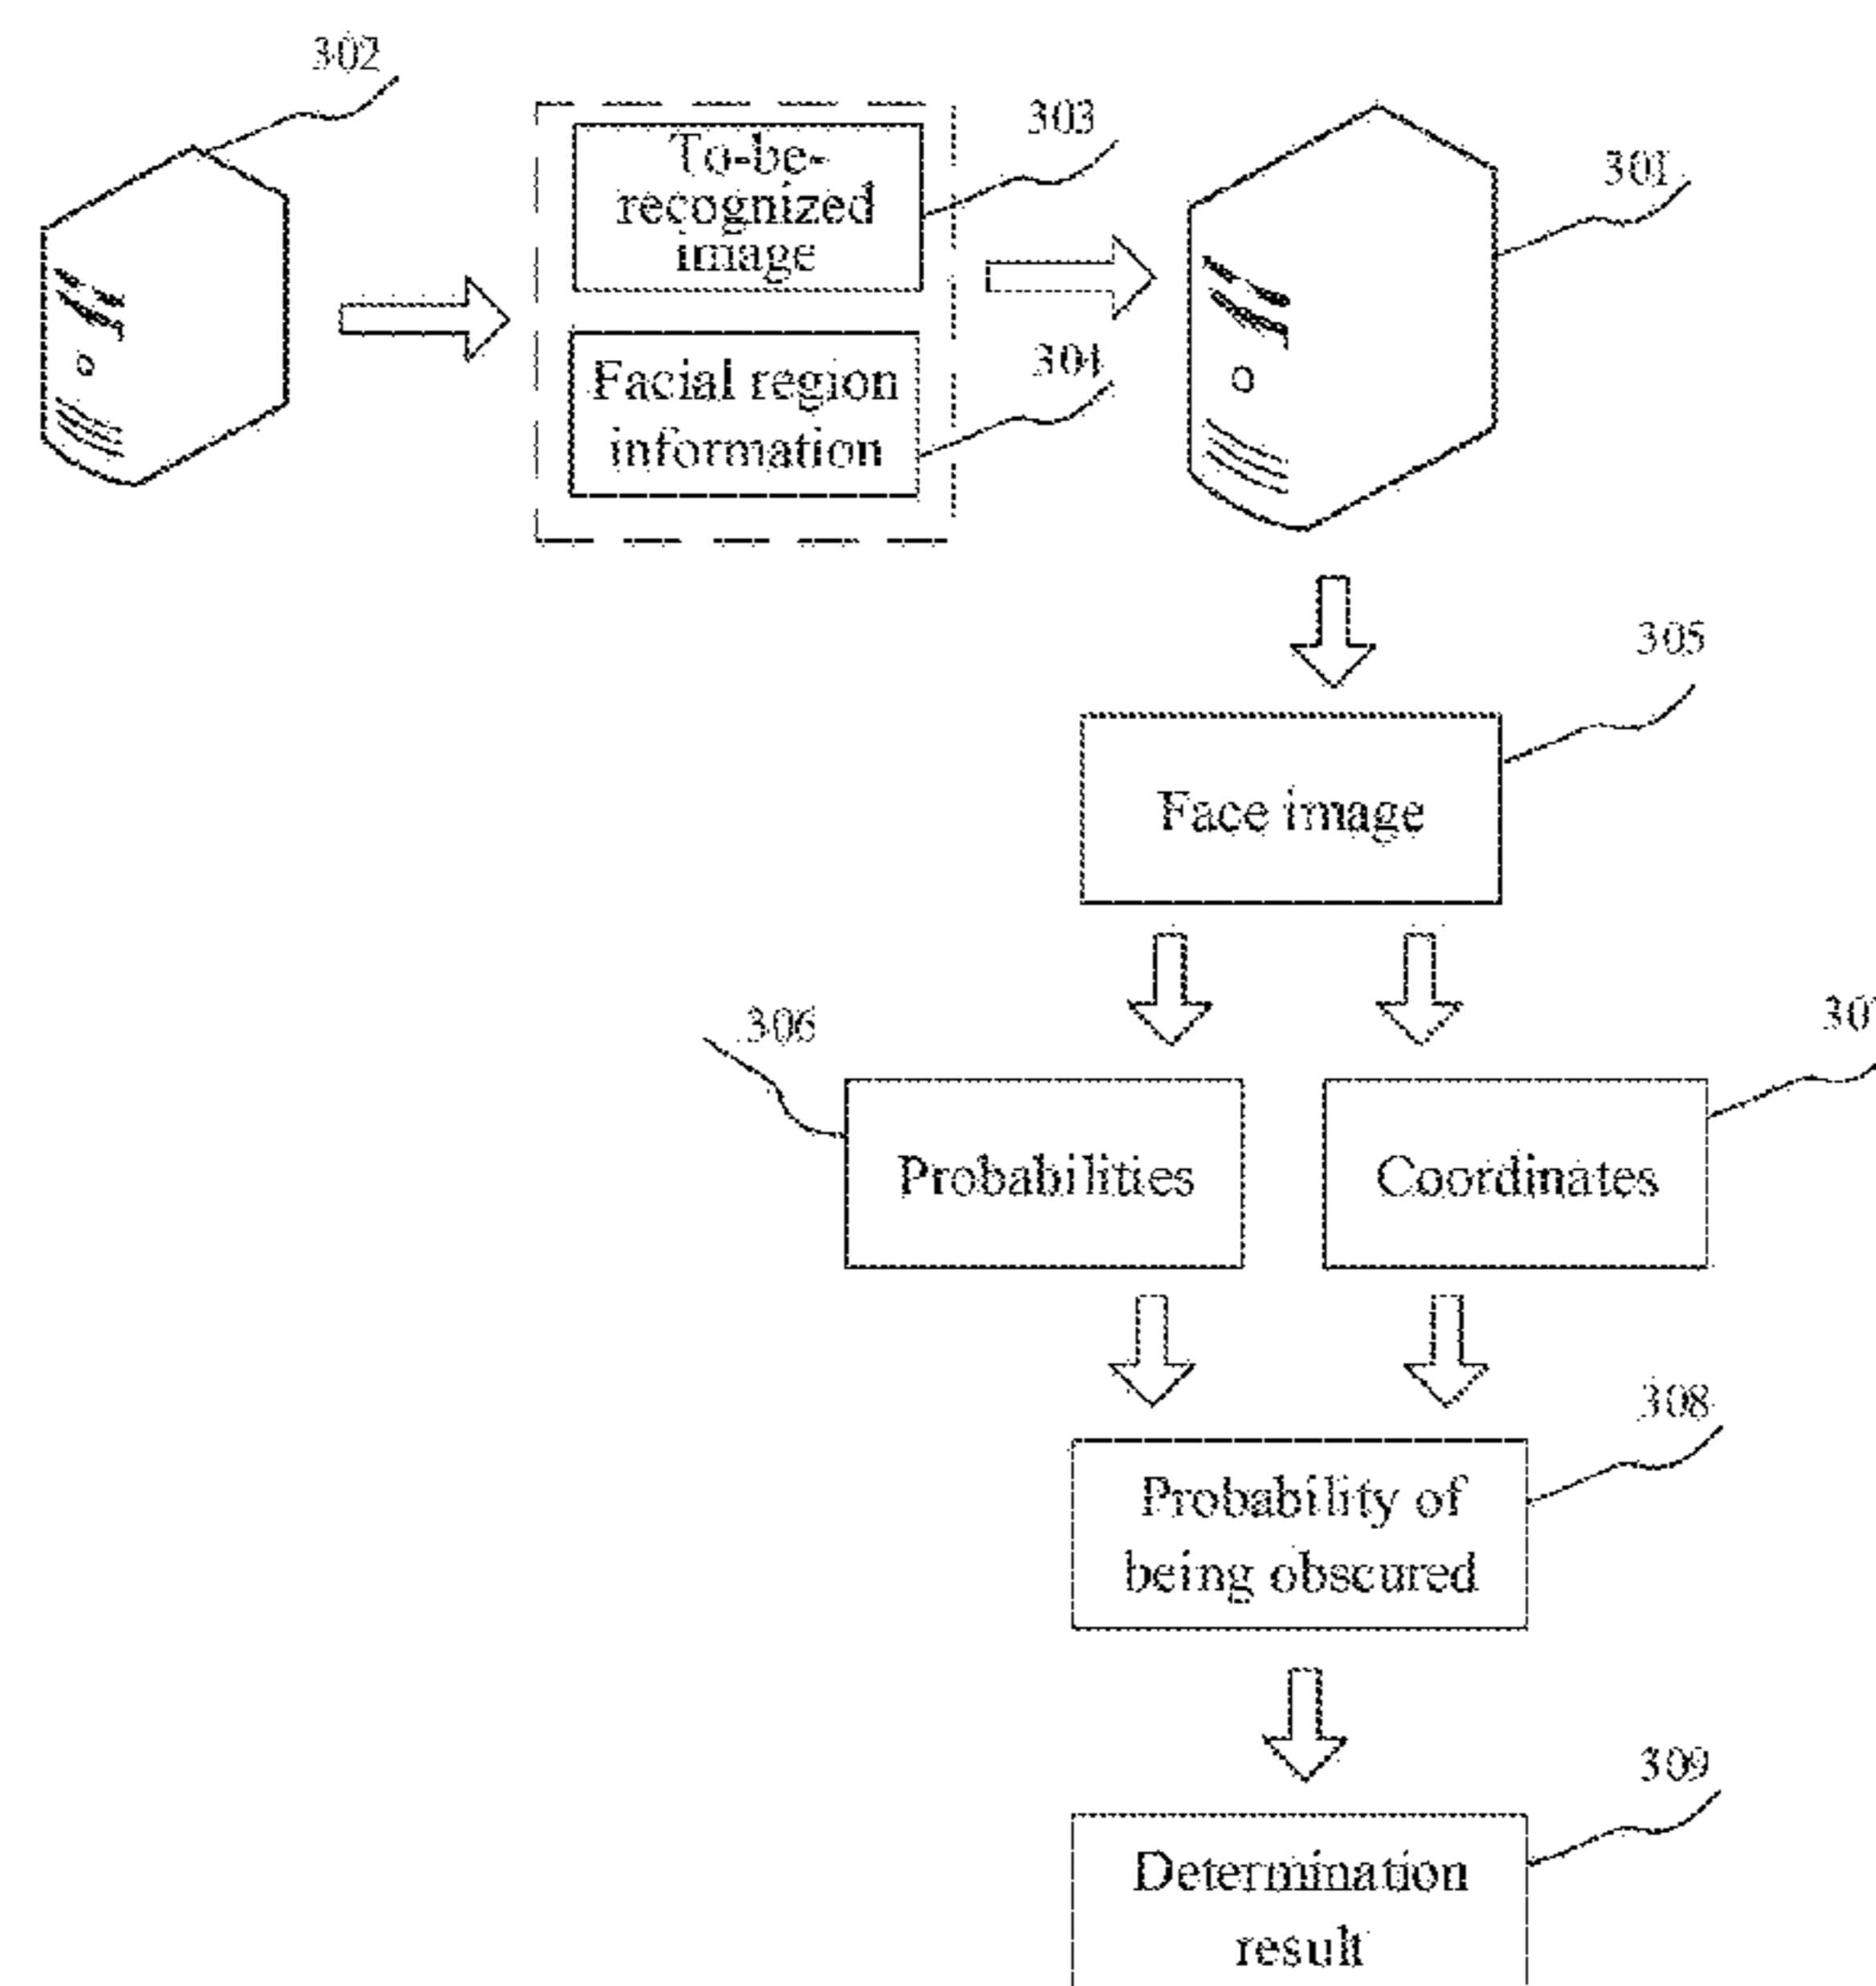 302
303
To-be-
recognized
image
301
304
Facial region
information
305
Face image
306
Probabilities
Coordinates
308
Probability of
being obscured
309
Determination
result